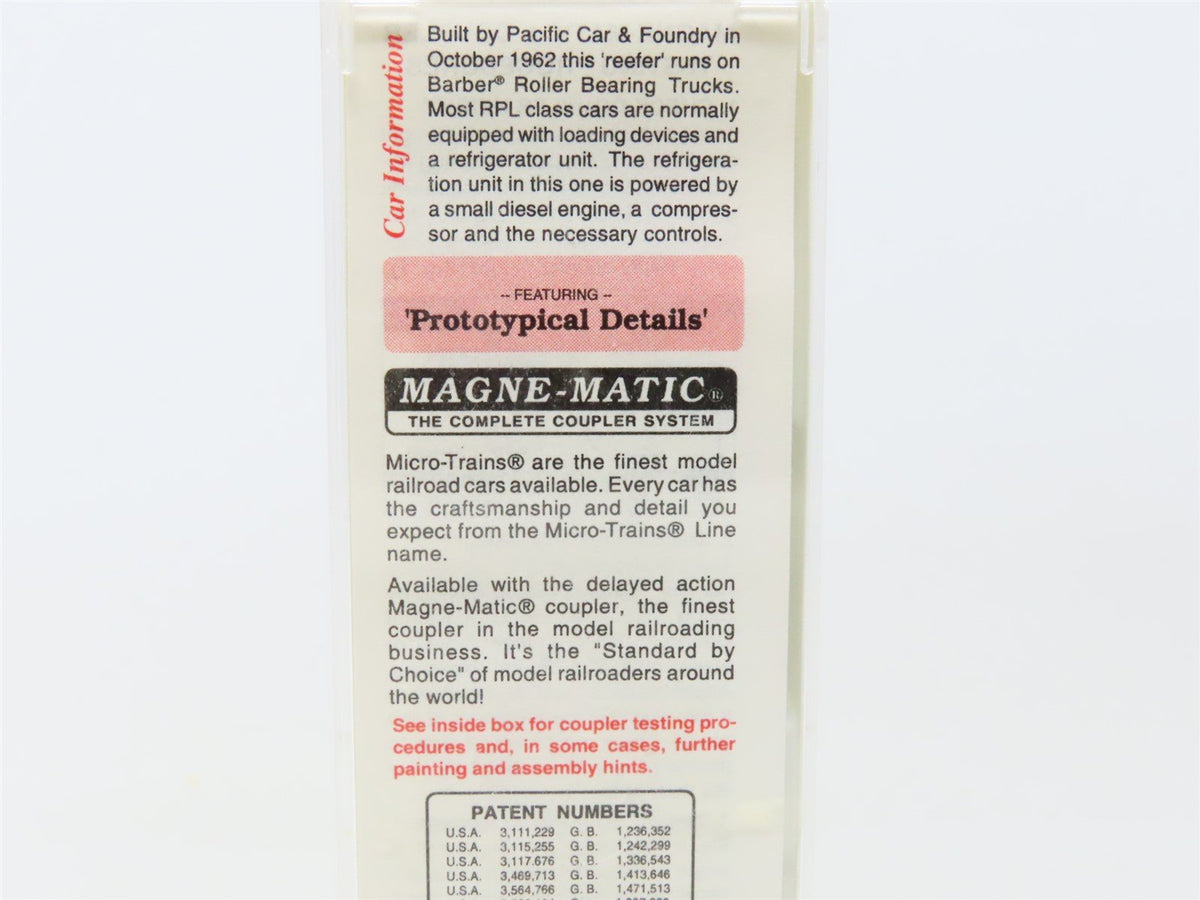 Car Information
Built by Pacific Car & Foundry in
October 1962 this 'reefer' runs on
Barber® Roller Bearing Trucks.
Most RPL class cars are normally
equipped with loading devices and
a refrigerator unit. The refrigera-
tion unit in this one is powered by
a small diesel engine, a compres-
sor and the necessary controls.
-- FEATURING --
'Prototypical Details'
MAGNE-MATIC®
THE COMPLETE COUPLER SYSTEM
Micro-Trains® are the finest model
railroad cars available. Every car has
the craftsmanship and detail you
expect from the Micro-Trains® Line
name.
Available with the delayed action
Magne-Matic® coupler, the finest
coupler in the model railroading
business. It's the "Standard by
Choice" of model railroaders around
the world!
See inside box for coupler testing pro-
cedures and, in some cases, further
painting and assembly hints.
PATENT NUMBERS
U.S.A. 3,111,229 G. B. 1,236,352
U.S.A. 3,115,255 G. B. 1,242,299
U.S.A. 3,117.676 G. B. 1,336,543
U.S.A. 3,469,713 G. B. 1,413,646
U.S.A. 3,564,766 G. B. 1,471,513